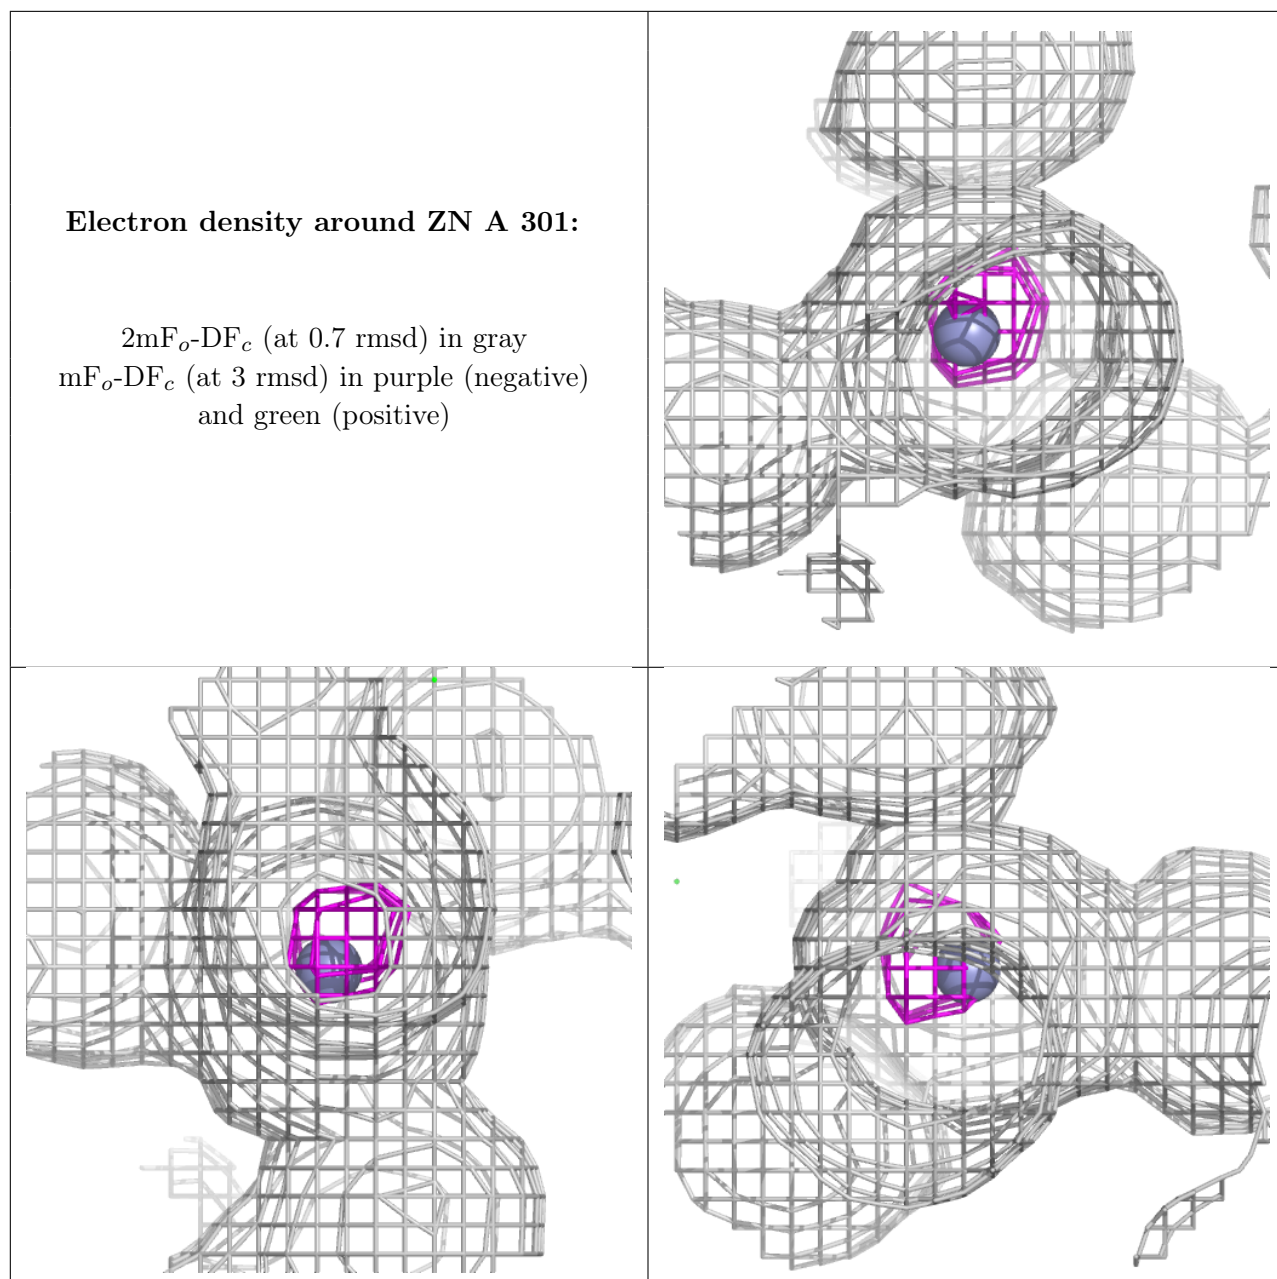 Electron density around ZN A 301:
2mFo-DFc (at 0.7 rmsd) in gray
mFo-DFc (at 3 rmsd) in purple (negative)
and green (positive)